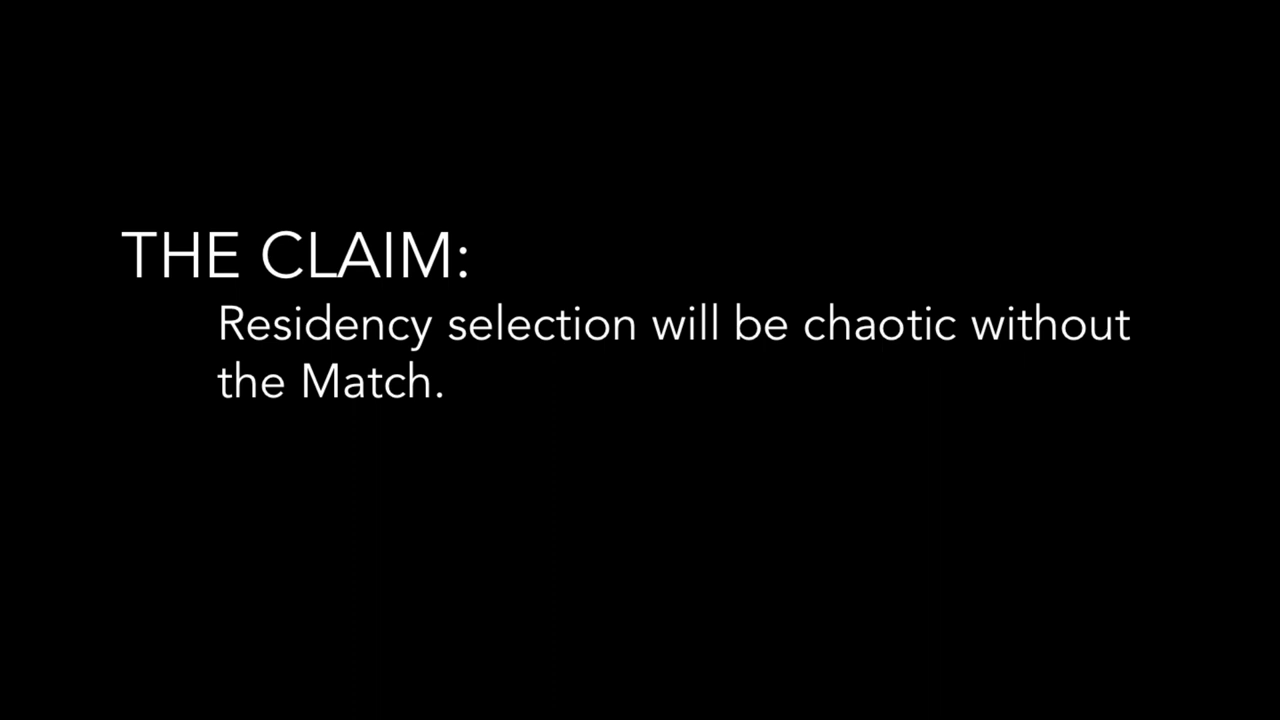 THE CLAIM:
Residency selection will be chaotic without
the Match.